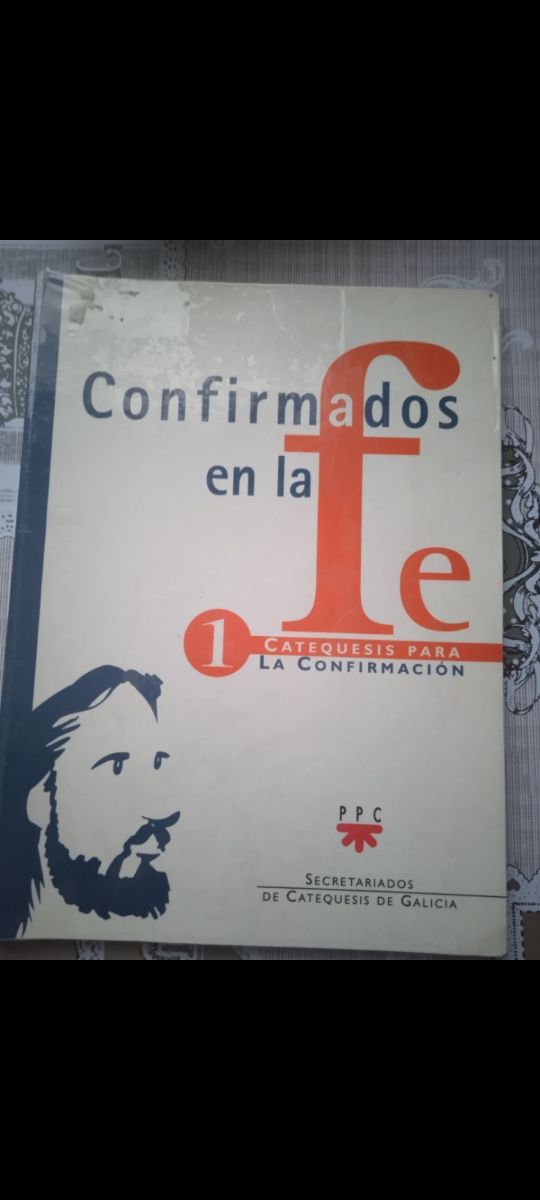 Confirmados
en la fe
1 CATEQUESIS PARA
LA CONFIRMACIÓN
PPC
SECRETARIADOS
DE CATEQUESIS DE GALICIA